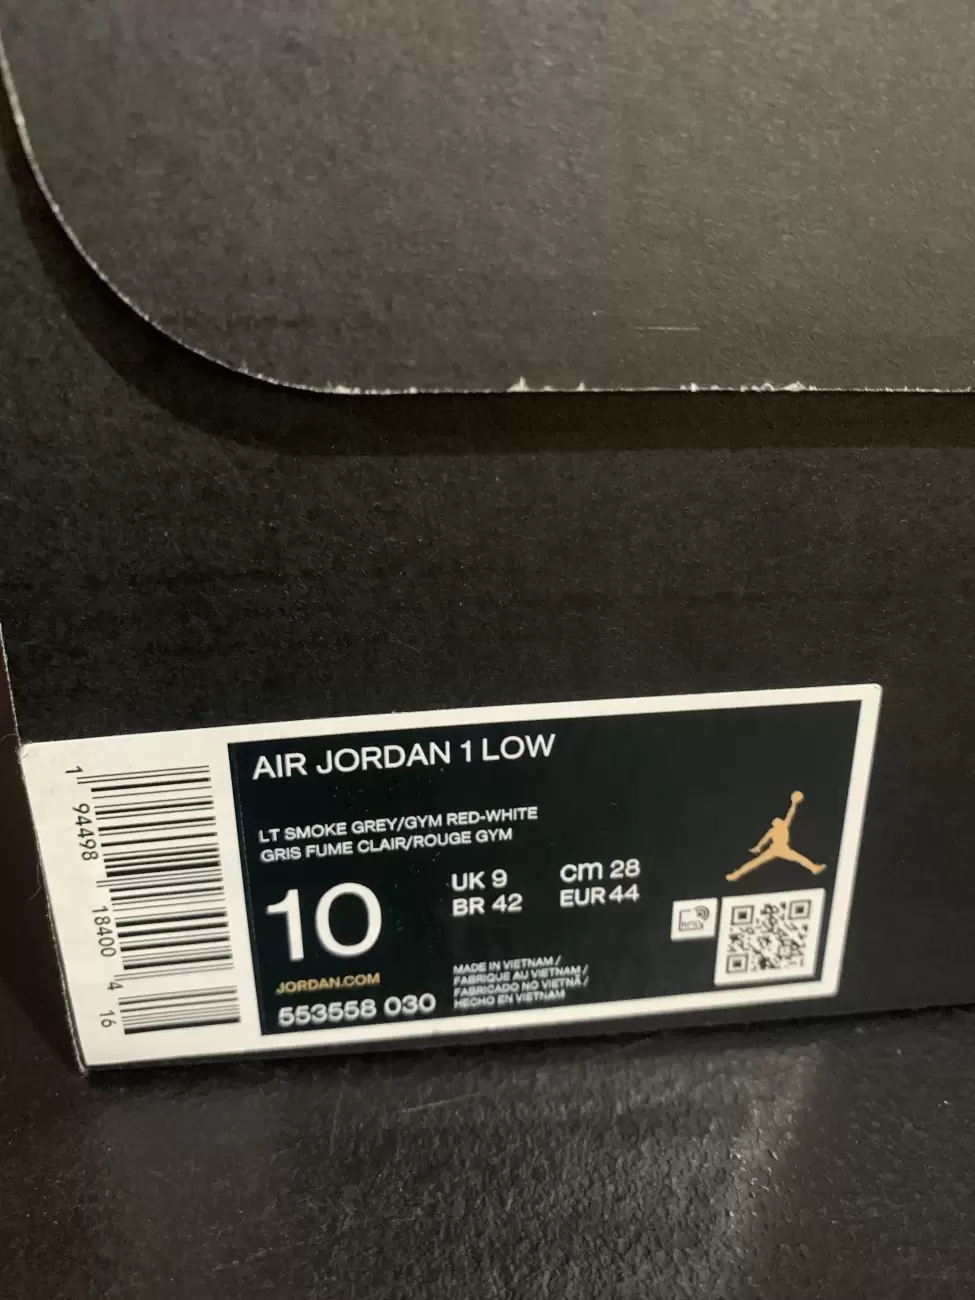 AIR JORDAN 1 LOW
LT SMOKE GREY/GYM RED-WHITE
GRIS FUME CLAIR/ROUGE GYM
10
UK 9
cm 28
BR 42
EUR 44
JORDAN.COM
553558 030
MADE IN VIETNAM /
FABRIQUE AU VIETNAM /
FABRICADO NO VIETNÃ /
HECHO EN VIETNAM
RFID
1 94498 18400 4 16